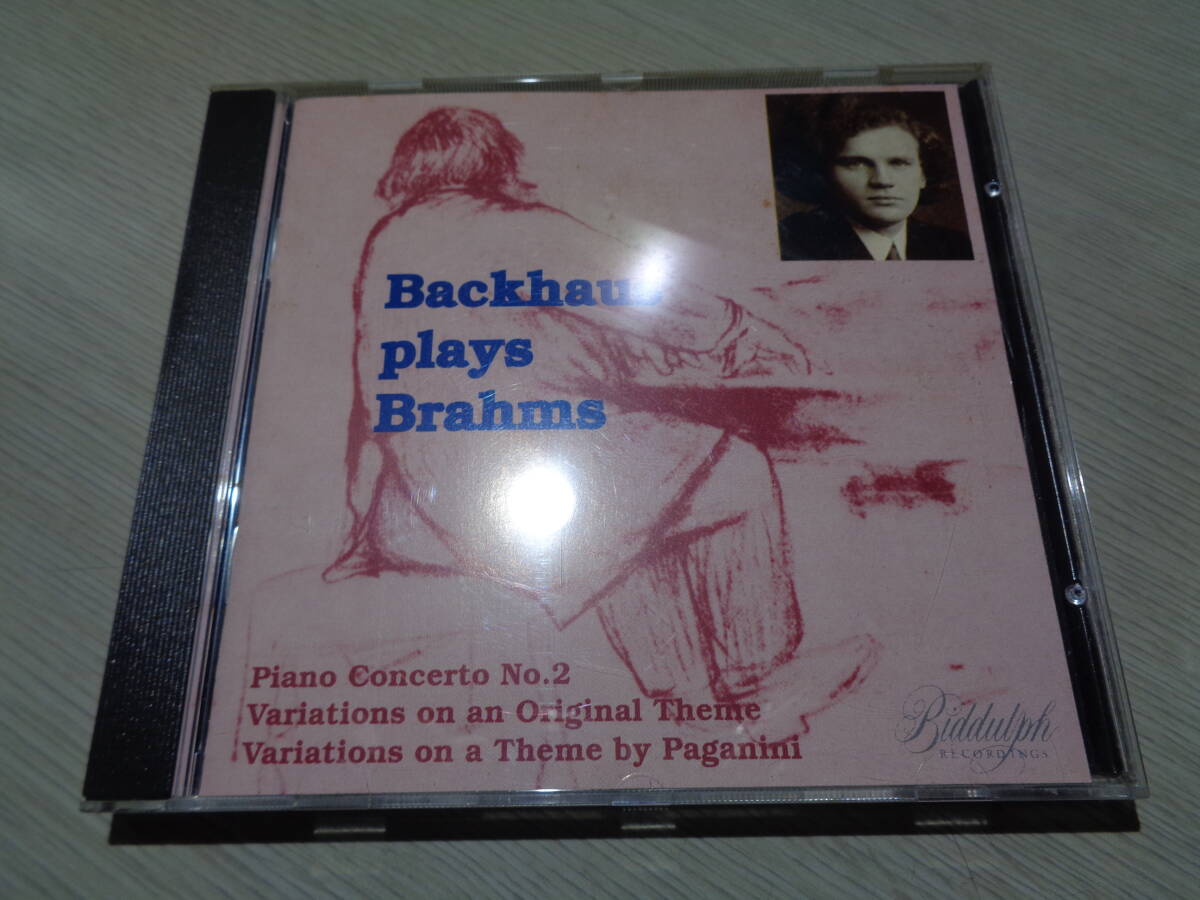 Backhaus
plays
Brahms
Piano Concerto No.2
Variations on an Original Theme
Variations on a Theme by Paganini
Biddulph
RECORDINGS